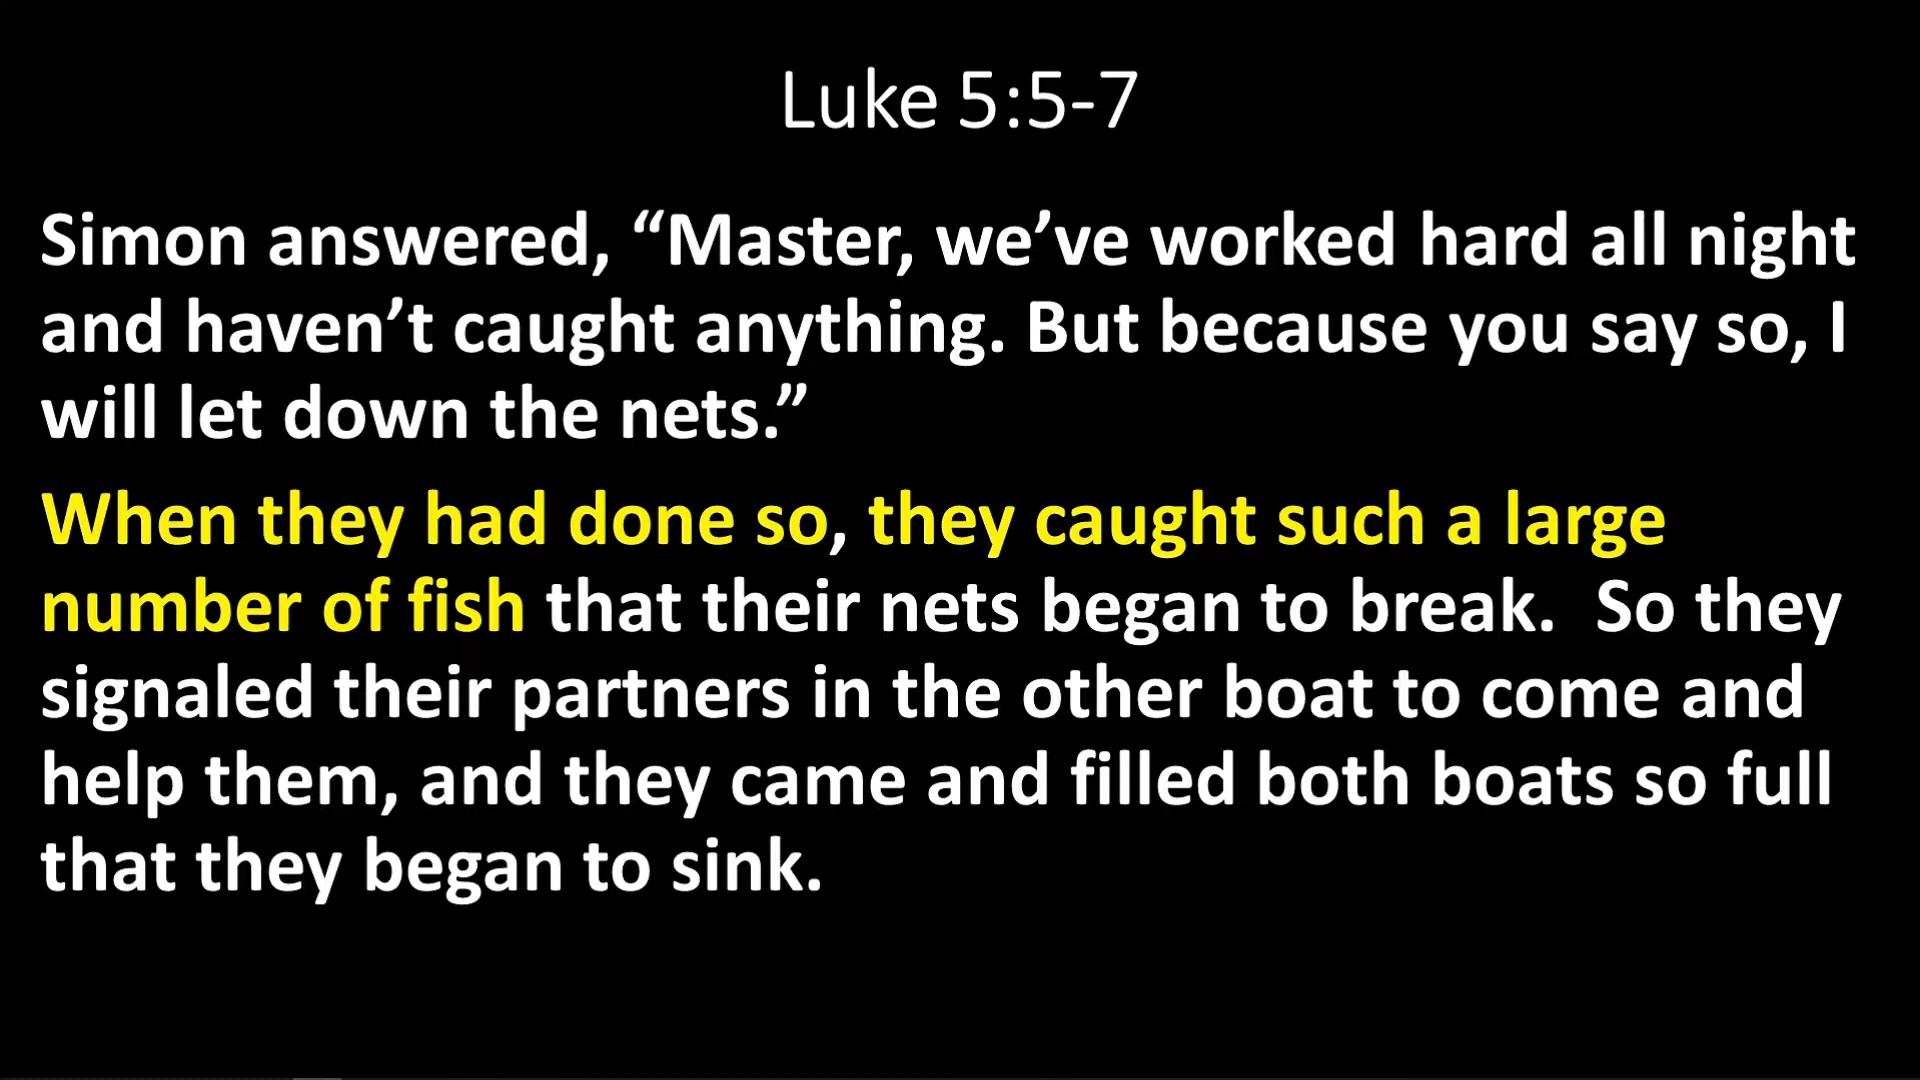 Luke 5:5-7
Simon answered, “Master, we’ve worked hard all night
and haven’t caught anything. But because you say so, I
will let down the nets.”
When they had done so, they caught such a large
number of fish that their nets began to break.  So they
signaled their partners in the other boat to come and
help them, and they came and filled both boats so full
that they began to sink.